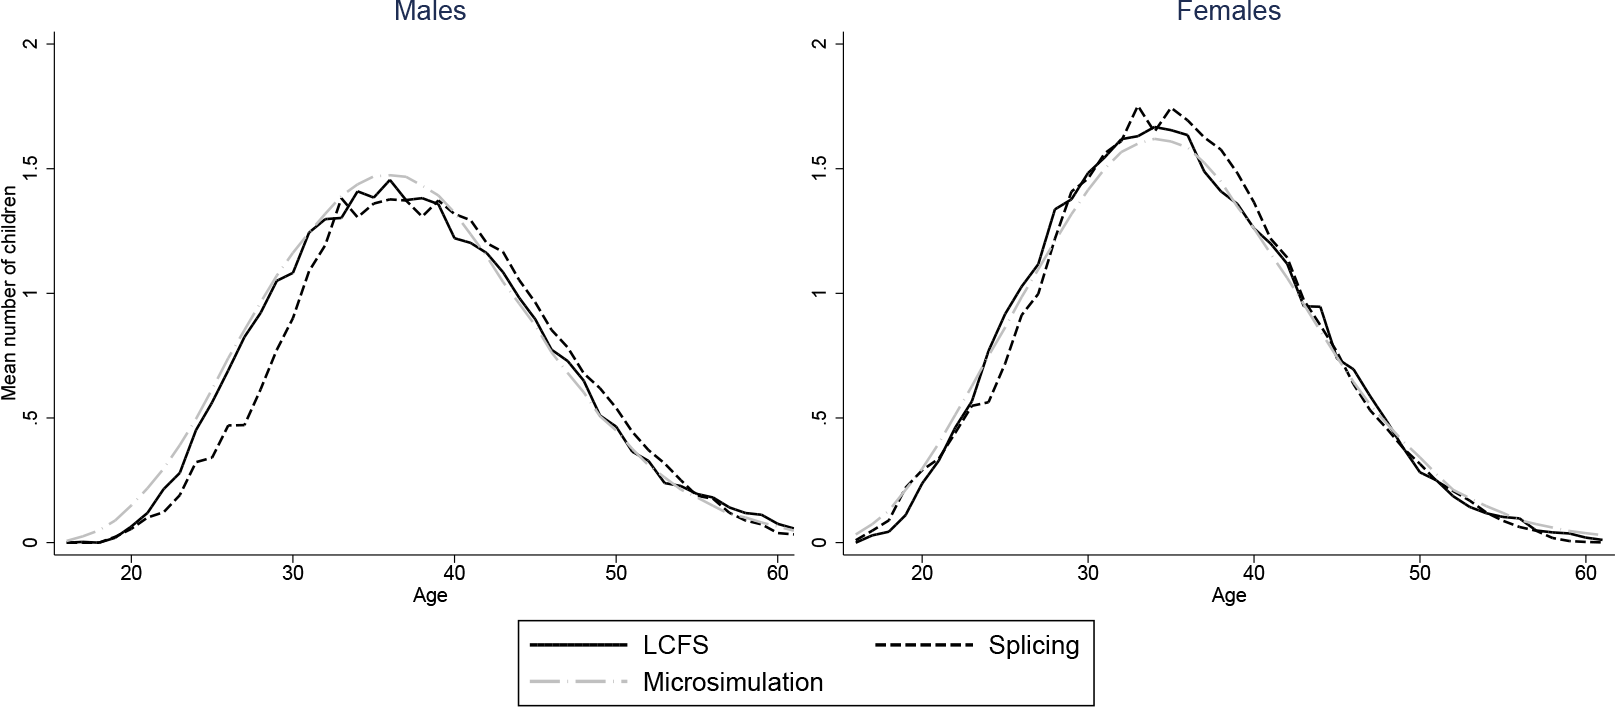 Males
Females
Mean number of children
2
1.5
1
.5
0
20 30 40 50 60
Age
2
1.5
1
.5
0
20 30 40 50 60
Age
LCFS
Splicing
Microsimulation